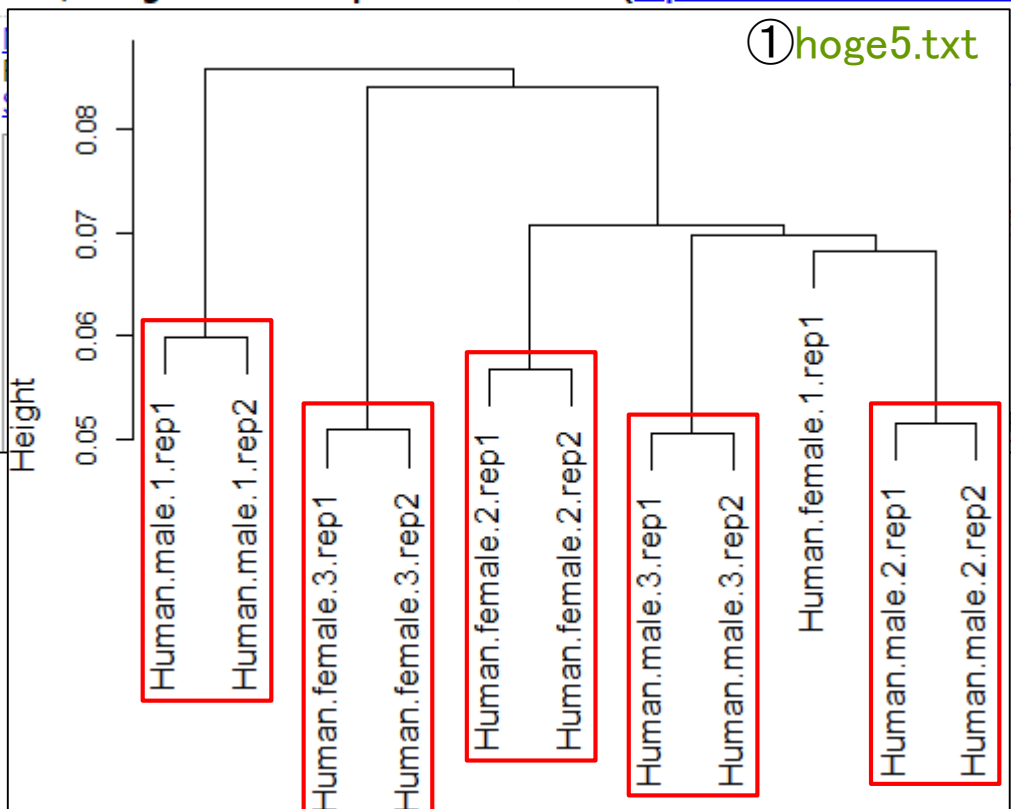 ①hoge5.txt
Height
0.05
0.06
0.07
0.08
Human.male.1.rep1
Human.male.1.rep2
Human.female.3.rep1
Human.female.3.rep2
Human.female.2.rep1
Human.female.2.rep2
Human.male.3.rep1
Human.male.3.rep2
Human.female.1.rep1
Human.male.2.rep1
Human.male.2.rep2